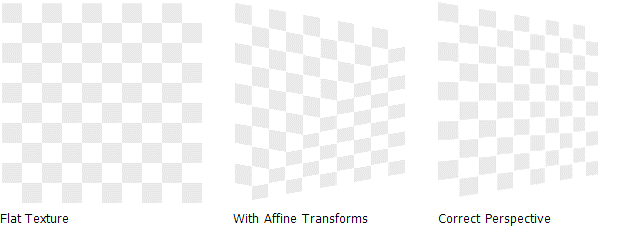 Flat Texture
With Affine Transforms
Correct Perspective